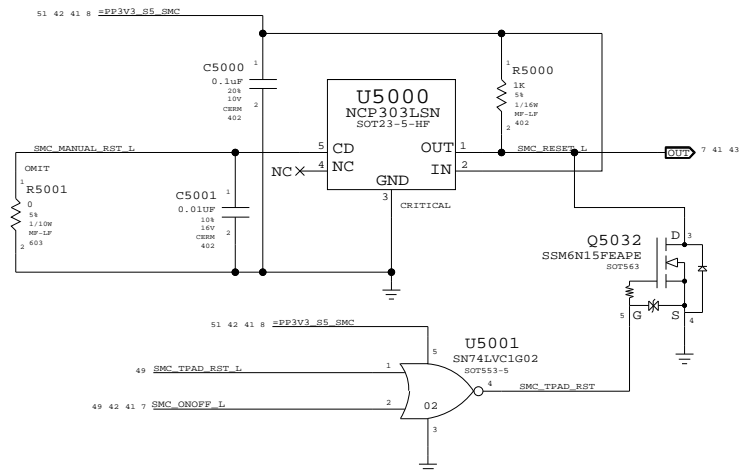 51 42 41 8 =PP3V3_S5_SMC
C5000
0.1uF
20%
10V
CERM
402
1
2
U5000
NCP303LSN
SOT23-5-HF
1
R5000
1K
5%
1/16W
MF-LF
402
2
SMC_MANUAL_RST_L
5 CD
OUT 1
SMC_RESET_L
OUT 7 41 43
NC 4 NC
IN 2
GND
3
CRITICAL
OMIT
1
R5001
0
5%
1/10W
MF-LF
603
2
C5001
0.01UF
10%
16V
CERM
402
1
2
Q5032
SSM6N15FEAPE
SOT563
D 3
5 G S 4
51 42 41 8 =PP3V3_S5_SMC
5
U5001
SN74LVC1G02
SOT553-5
49 SMC_TPAD_RST_L 1
4 SMC_TPAD_RST
49 42 41 7 SMC_ONOFF_L 2
02
3